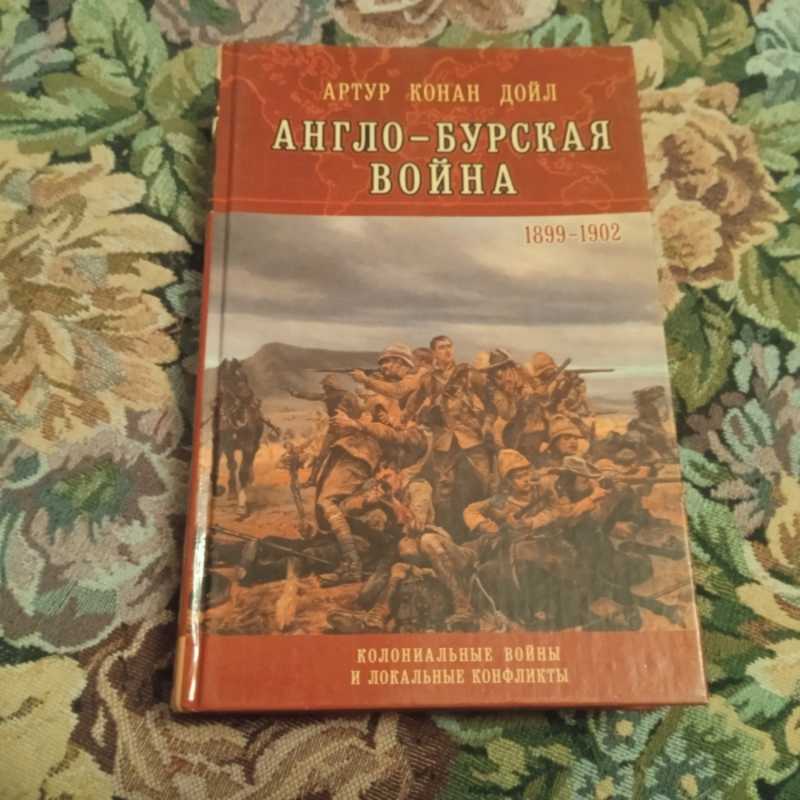 АРТУР КОНАН ДОЙЛ
АНГЛО-БУРСКАЯ
ВОЙНА
1899-1902
КОЛОНИАЛЬНЫЕ ВОЙНЫ
И ЛОКАЛЬНЫЕ КОНФЛИКТЫ